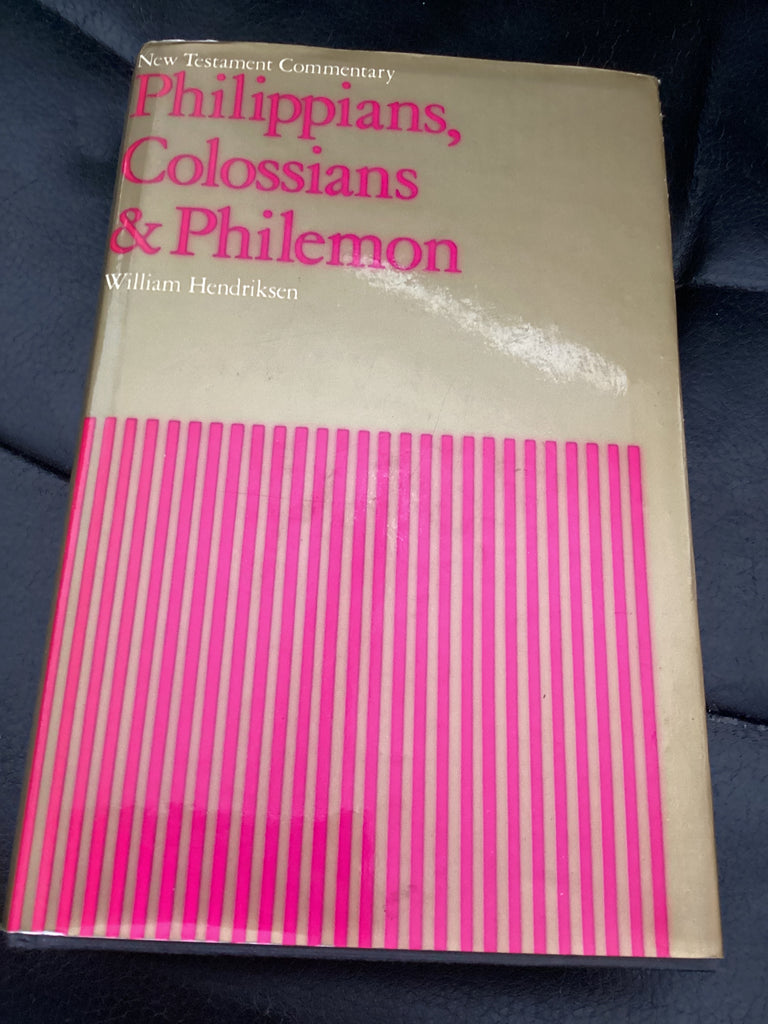 New Testament Commentary
Philippians,
Colossians
& Philemon
William Hendriksen